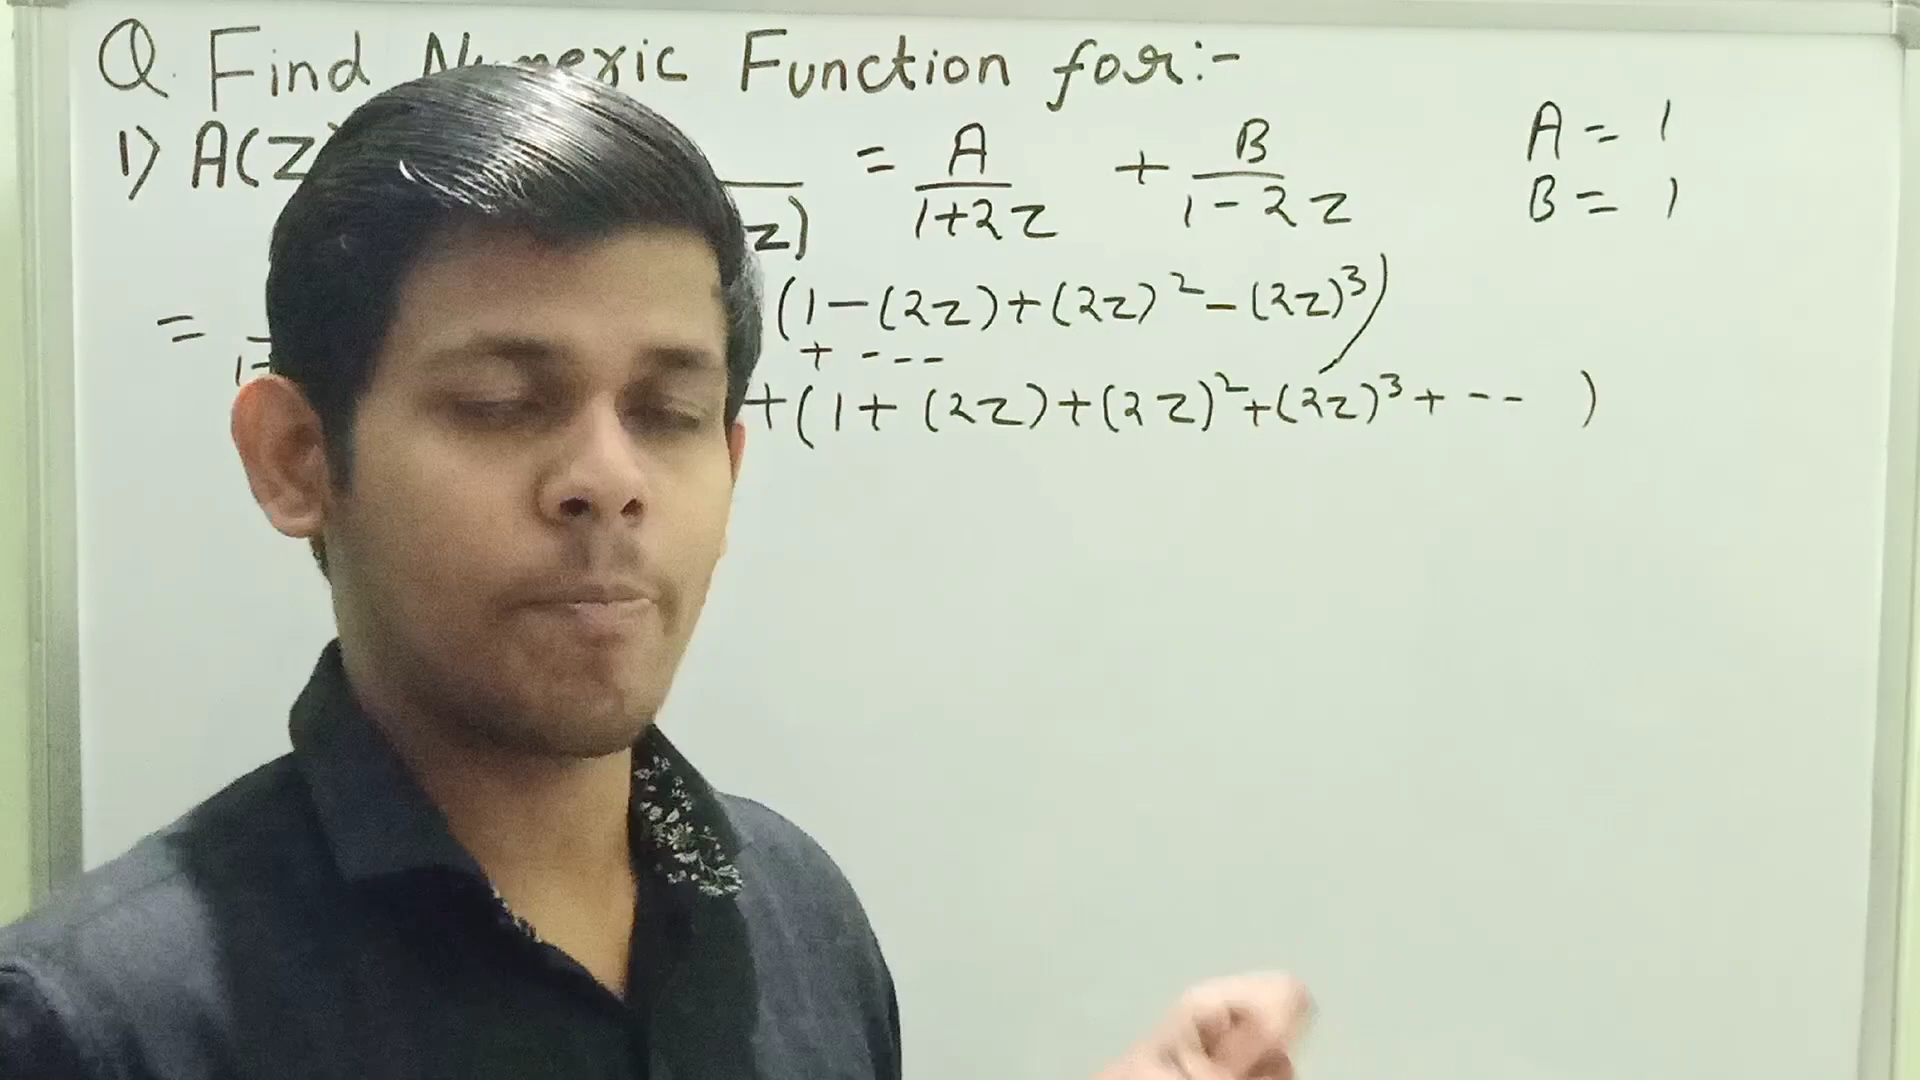 Q. Find Numeric Function for:-
1) A(Z z) = A/1+2z + B/1-2z A = 1
B = 1
= (1-(2z)+(2z)²-(2z)³)
+ ---
+(1+(2z)+(2z)²+(2z)³+-- )